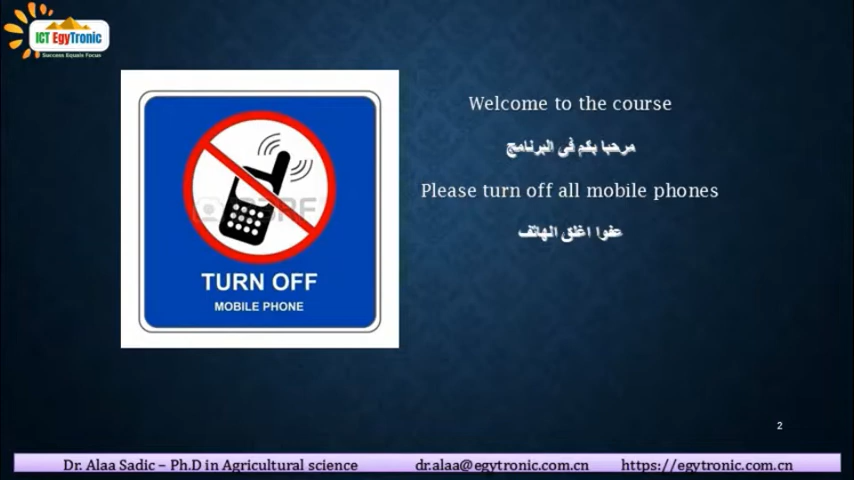 ICT EgyTronic
Success Equals Focus
Welcome to the course
مرحبا بكم فى البرنامج
Please turn off all mobile phones
عفوا اغلق الهاتف
TURN OFF
MOBILE PHONE
2
Dr. Alaa Sadic – Ph.D in Agricultural science dr.alaa@egytronic.com.cn https://egytronic.com.cn